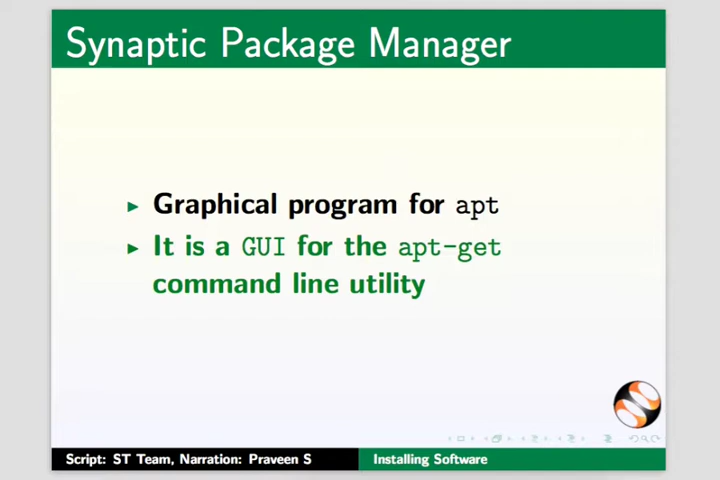 Synaptic Package Manager
Graphical program for apt
It is a GUI for the apt-get
command line utility
Script: ST Team, Narration: Praveen S
Installing Software